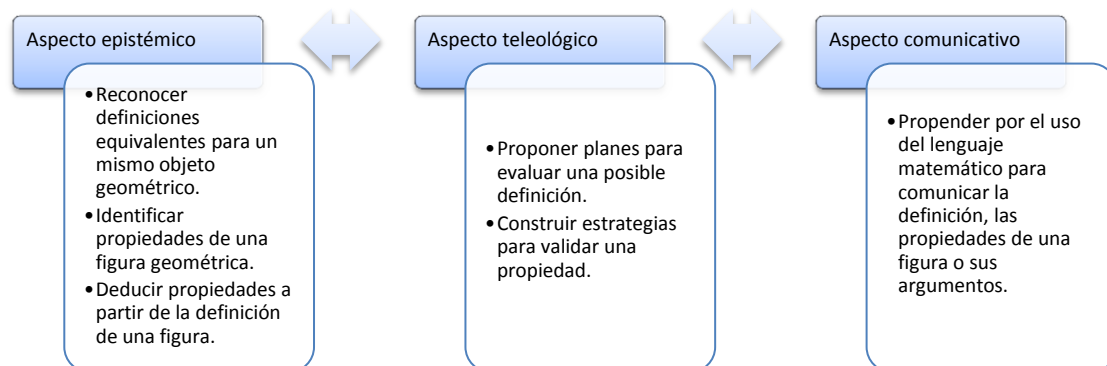 Aspecto epistémico
•Reconocer
definiciones
equivalentes para un
mismo objeto
geométrico.
•Identificar
propiedades de una
figura geométrica.
•Deducir propiedades a
partir de la definición
de una figura.
Aspecto teleológico
•Proponer planes para
evaluar una posible
definición.
•Construir estrategias
para validar una
propiedad.
Aspecto comunicativo
•Propender por el uso
del lenguaje
matemático para
comunicar la
definición, las
propiedades de una
figura o sus
argumentos.